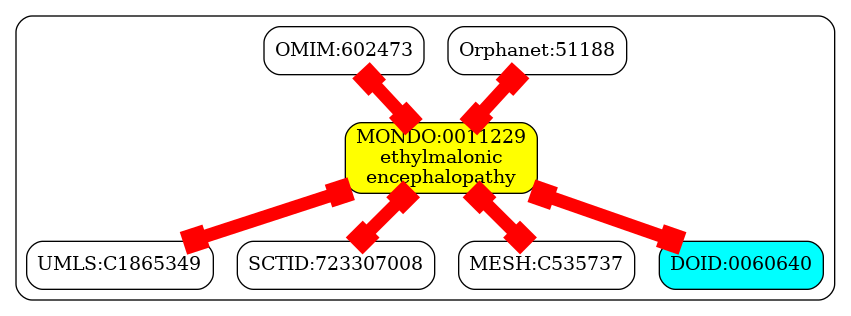 OMIM:602473
Orphanet:51188
MONDO:0011229
ethylmalonic
encephalopathy
UMLS:C1865349
SCTID:723307008
MESH:C535737
DOID:0060640